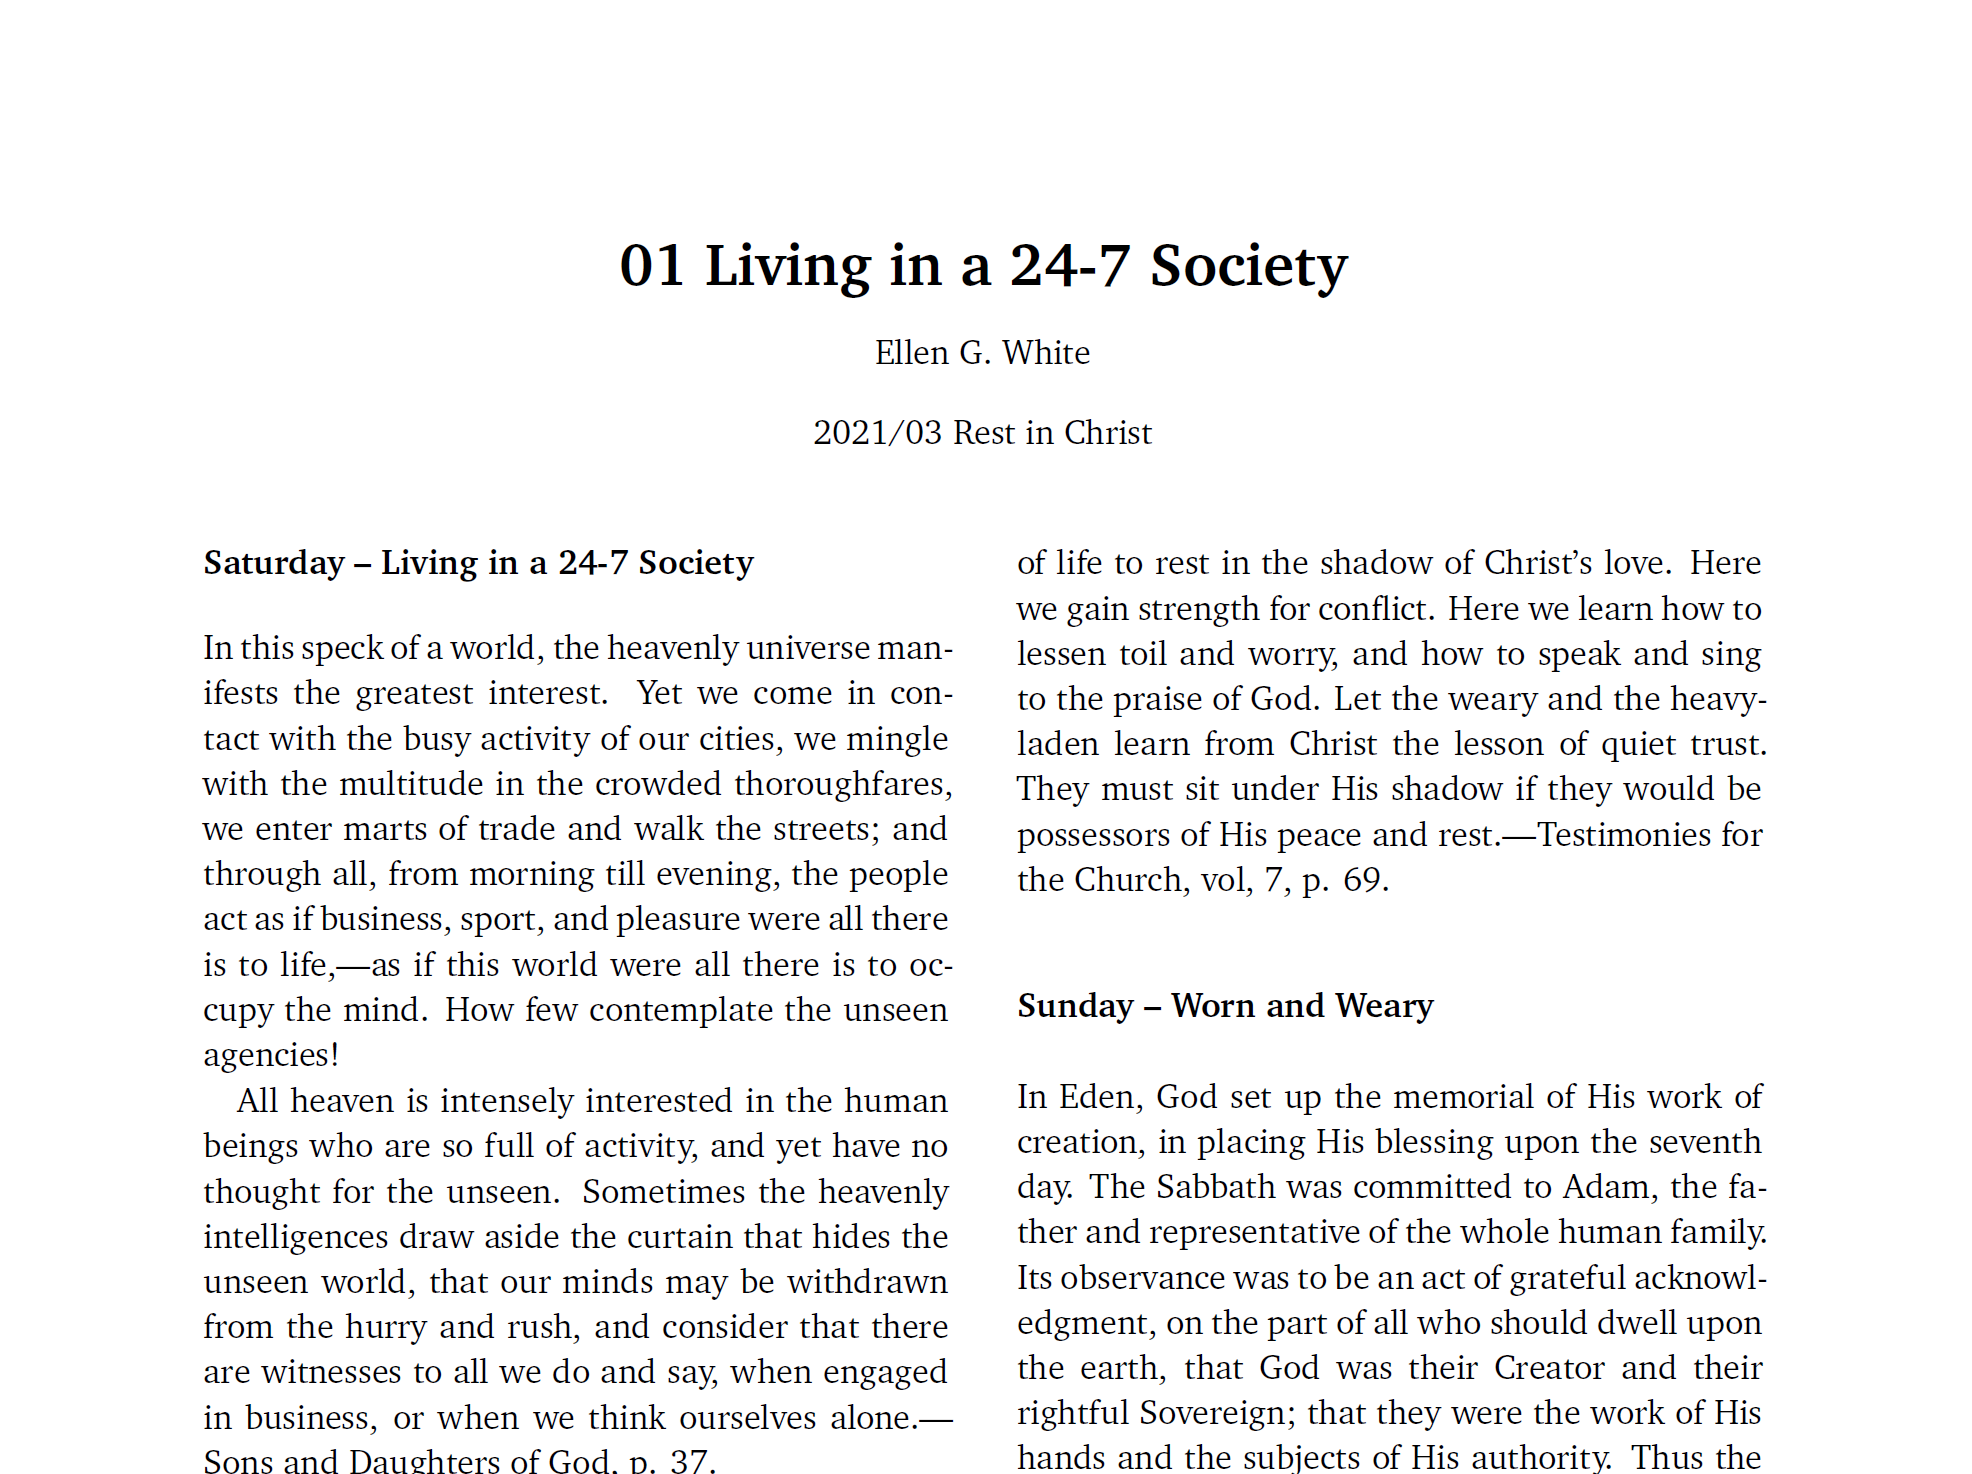 01 Living in a 24-7 Society
Ellen G. White
2021/03 Rest in Christ
Saturday – Living in a 24-7 Society
In this speck of a world, the heavenly universe man-
ifests the greatest interest. Yet we come in con-
tact with the busy activity of our cities, we mingle
with the multitude in the crowded thoroughfares,
we enter marts of trade and walk the streets; and
through all, from morning till evening, the people
act as if business, sport, and pleasure were all there
is to life,—as if this world were all there is to oc-
cupy the mind. How few contemplate the unseen
agencies!
All heaven is intensely interested in the human
beings who are so full of activity, and yet have no
thought for the unseen. Sometimes the heavenly
intelligences draw aside the curtain that hides the
unseen world, that our minds may be withdrawn
from the hurry and rush, and consider that there
are witnesses to all we do and say, when engaged
in business, or when we think ourselves alone.—
Sons and Daughters of God, p. 37.
of life to rest in the shadow of Christ’s love. Here
we gain strength for conflict. Here we learn how to
lessen toil and worry, and how to speak and sing
to the praise of God. Let the weary and the heavy-
laden learn from Christ the lesson of quiet trust.
They must sit under His shadow if they would be
possessors of His peace and rest.—Testimonies for
the Church, vol, 7, p. 69.
Sunday – Worn and Weary
In Eden, God set up the memorial of His work of
creation, in placing His blessing upon the seventh
day. The Sabbath was committed to Adam, the fa-
ther and representative of the whole human family.
Its observance was to be an act of grateful acknowl-
edgment, on the part of all who should dwell upon
the earth, that God was their Creator and their
rightful Sovereign; that they were the work of His
hands and the subjects of His authority. Thus the